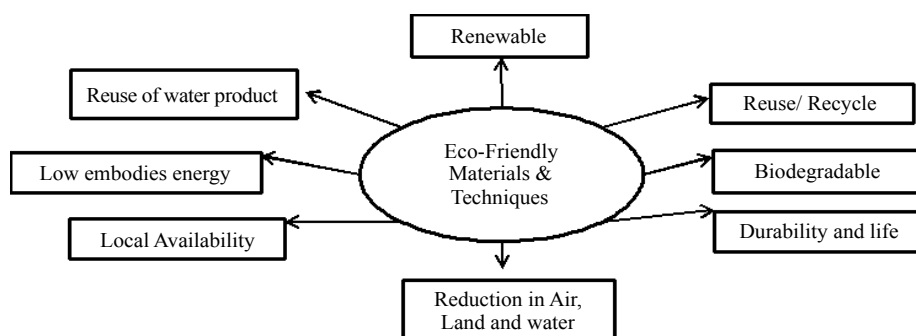 Renewable
Reuse of water product
Reuse/ Recycle
Eco-Friendly
Materials &
Techniques
Low embodies energy
Biodegradable
Local Availability
Durability and life
Reduction in Air,
Land and water